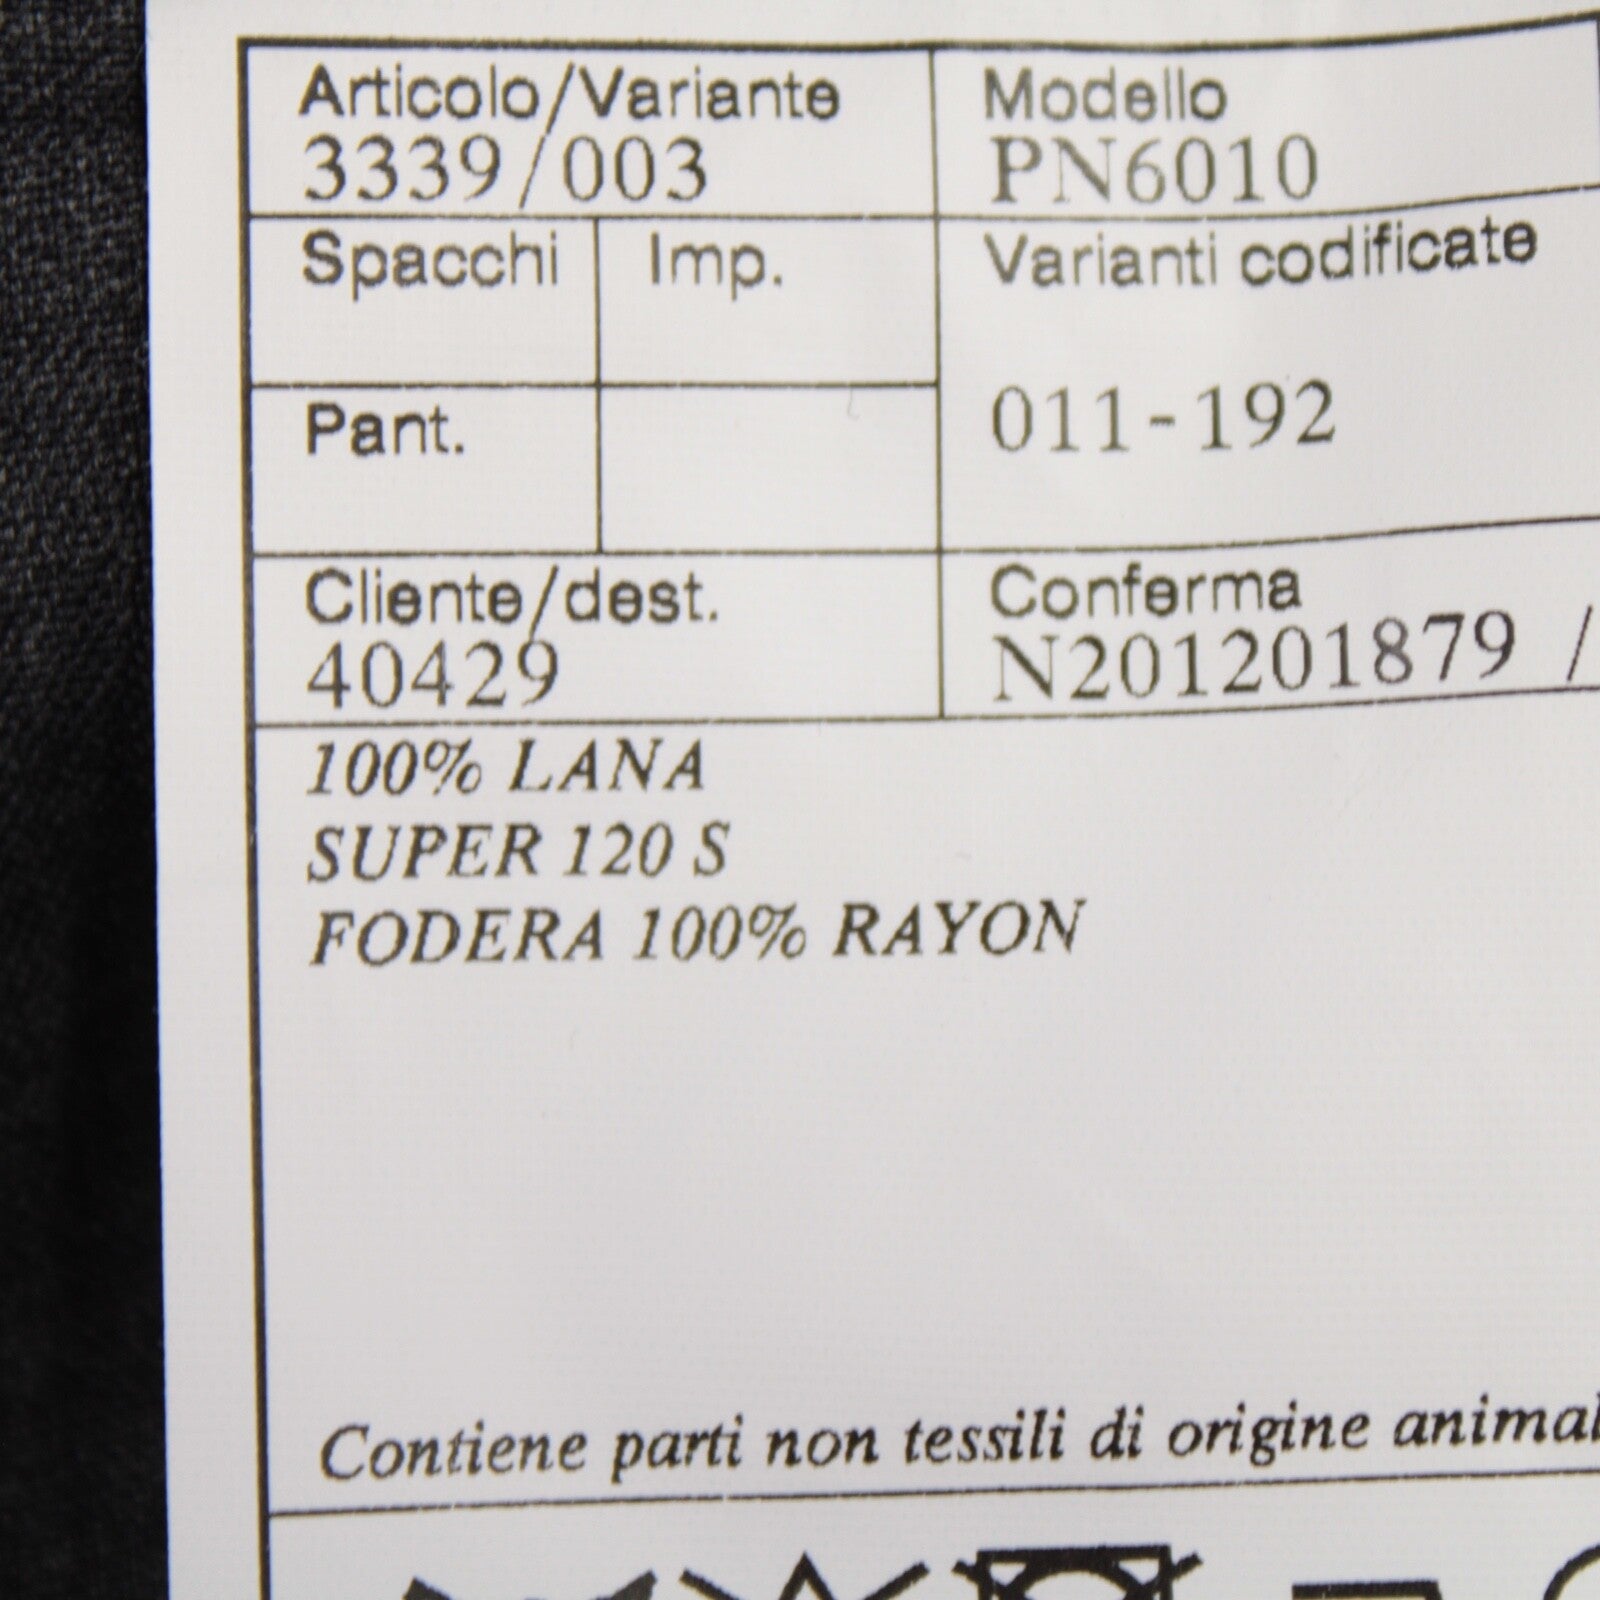 Articolo/Variante
3339/003
Modello
PN6010
Spacchi
Imp.
Varianti codificate
011-192
Pant.
Cliente/dest.
40429
Conferma
N201201879 /
100% LANA
SUPER 120 S
FODERA 100% RAYON
Contiene parti non tessili di origine